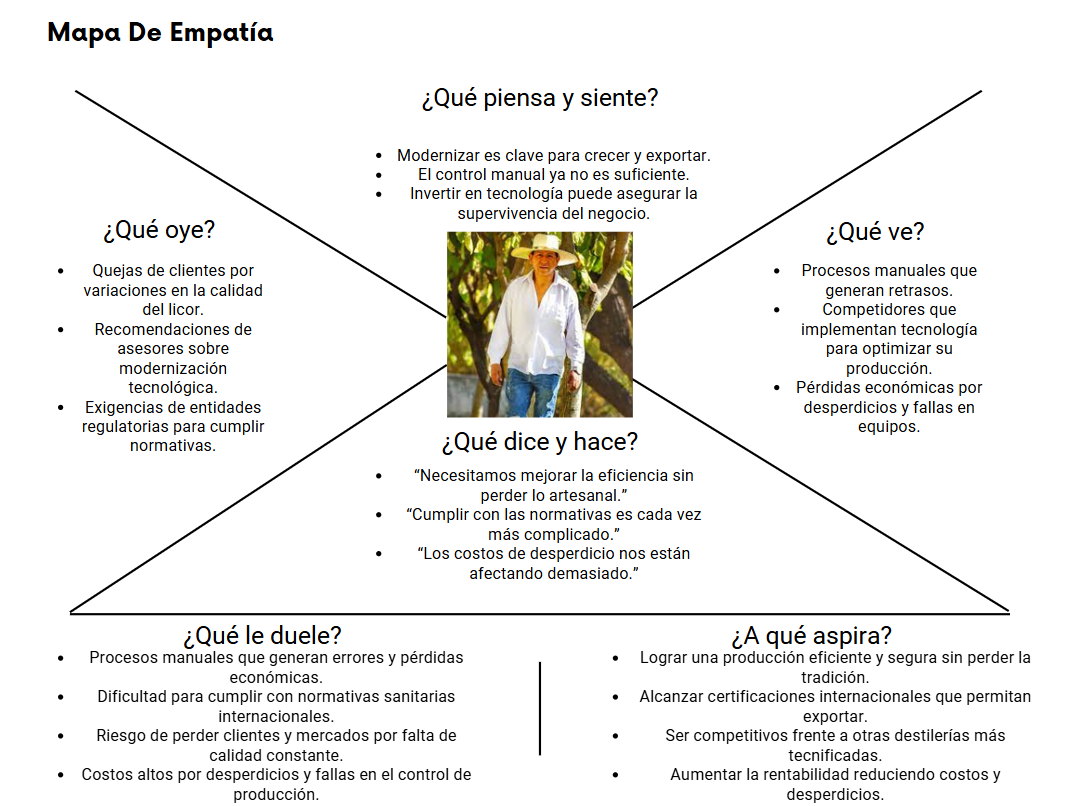 Mapa De Empatía
¿Qué piensa y siente?
• Modernizar es clave para crecer y exportar.
• El control manual ya no es suficiente.
• Invertir en tecnología puede asegurar la
supervivencia del negocio.
¿Qué oye?
• Quejas de clientes por
variaciones en la calidad
del licor.
• Recomendaciones de
asesores sobre
modernización
tecnológica.
• Exigencias de entidades
regulatorias para cumplir
normativas.
¿Qué ve?
• Procesos manuales que
generan retrasos.
• Competidores que
implementan tecnología
para optimizar su
producción.
• Pérdidas económicas por
desperdicios y fallas en
equipos.
¿Qué dice y hace?
• “Necesitamos mejorar la eficiencia sin
perder lo artesanal.”
• “Cumplir con las normativas es cada vez
más complicado.”
• “Los costos de desperdicio nos están
afectando demasiado.”
¿Qué le duele?
• Procesos manuales que generan errores y pérdidas
económicas.
• Dificultad para cumplir con normativas sanitarias
internacionales.
• Riesgo de perder clientes y mercados por falta de
calidad constante.
• Costos altos por desperdicios y fallas en el control de
producción.
¿A qué aspira?
• Lograr una producción eficiente y segura sin perder la
tradición.
• Alcanzar certificaciones internacionales que permitan
exportar.
• Ser competitivos frente a otras destilerías más
tecnificadas.
• Aumentar la rentabilidad reduciendo costos y
desperdicios.